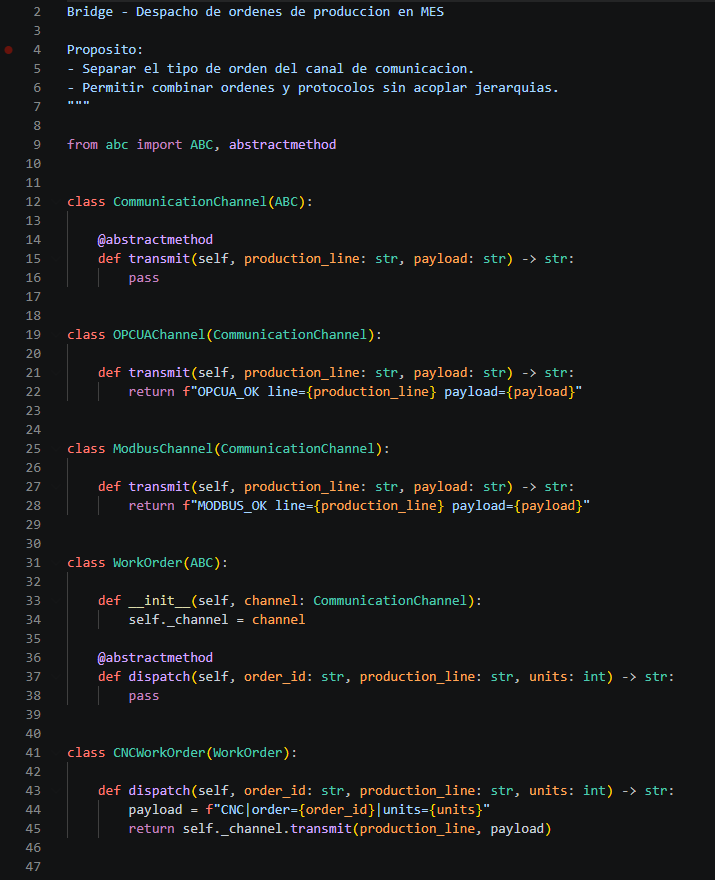 2 Bridge - Despacho de ordenes de produccion en MES
3
4 Proposito:
5 - Separar el tipo de orden del canal de comunicacion.
6 - Permitir combinar ordenes y protocolos sin acoplar jerarquias.
7 """
8
9 from abc import ABC, abstractmethod
10
11
12 class CommunicationChannel(ABC):
13
14     @abstractmethod
15     def transmit(self, production_line: str, payload: str) -> str:
16         pass
17
18
19 class OPCUAChannel(CommunicationChannel):
20
21     def transmit(self, production_line: str, payload: str) -> str:
22         return f"OPCUA_OK line={production_line} payload={payload}"
23
24
25 class ModbusChannel(CommunicationChannel):
26
27     def transmit(self, production_line: str, payload: str) -> str:
28         return f"MODBUS_OK line={production_line} payload={payload}"
29
30
31 class WorkOrder(ABC):
32
33     def __init__(self, channel: CommunicationChannel):
34         self._channel = channel
35
36     @abstractmethod
37     def dispatch(self, order_id: str, production_line: str, units: int) -> str:
38         pass
39
40
41 class CNCWorkOrder(WorkOrder):
42
43     def dispatch(self, order_id: str, production_line: str, units: int) -> str:
44         payload = f"CNC|order={order_id}|units={units}"
45         return self._channel.transmit(production_line, payload)
46
47